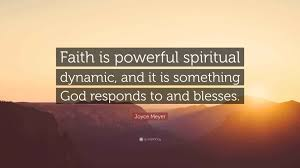 Faith is powerful spiritual
dynamic, and it is something
God responds to and blesses.
Joyce Meyer